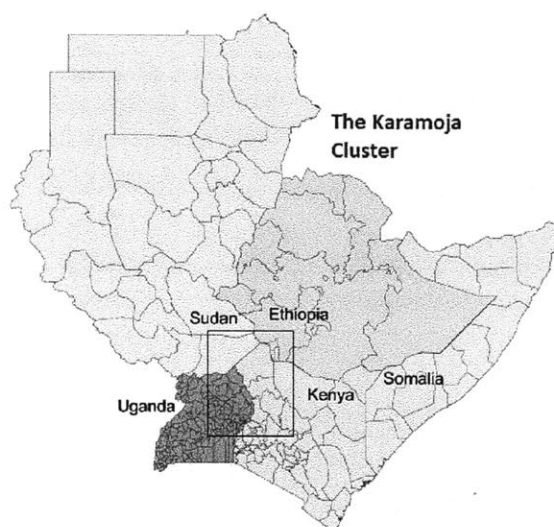 The Karamoja
Cluster
Sudan
Ethiopia
Somalia
Kenya
Uganda